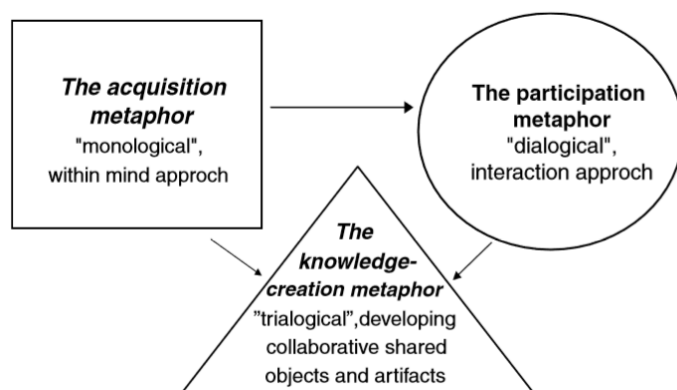 The acquisition
metaphor
"monological",
within mind approch
The participation
metaphor
"dialogical",
interaction approch
The
knowledge-
creation metaphor
”trialogical”,developing
collaborative shared
objects and artifacts